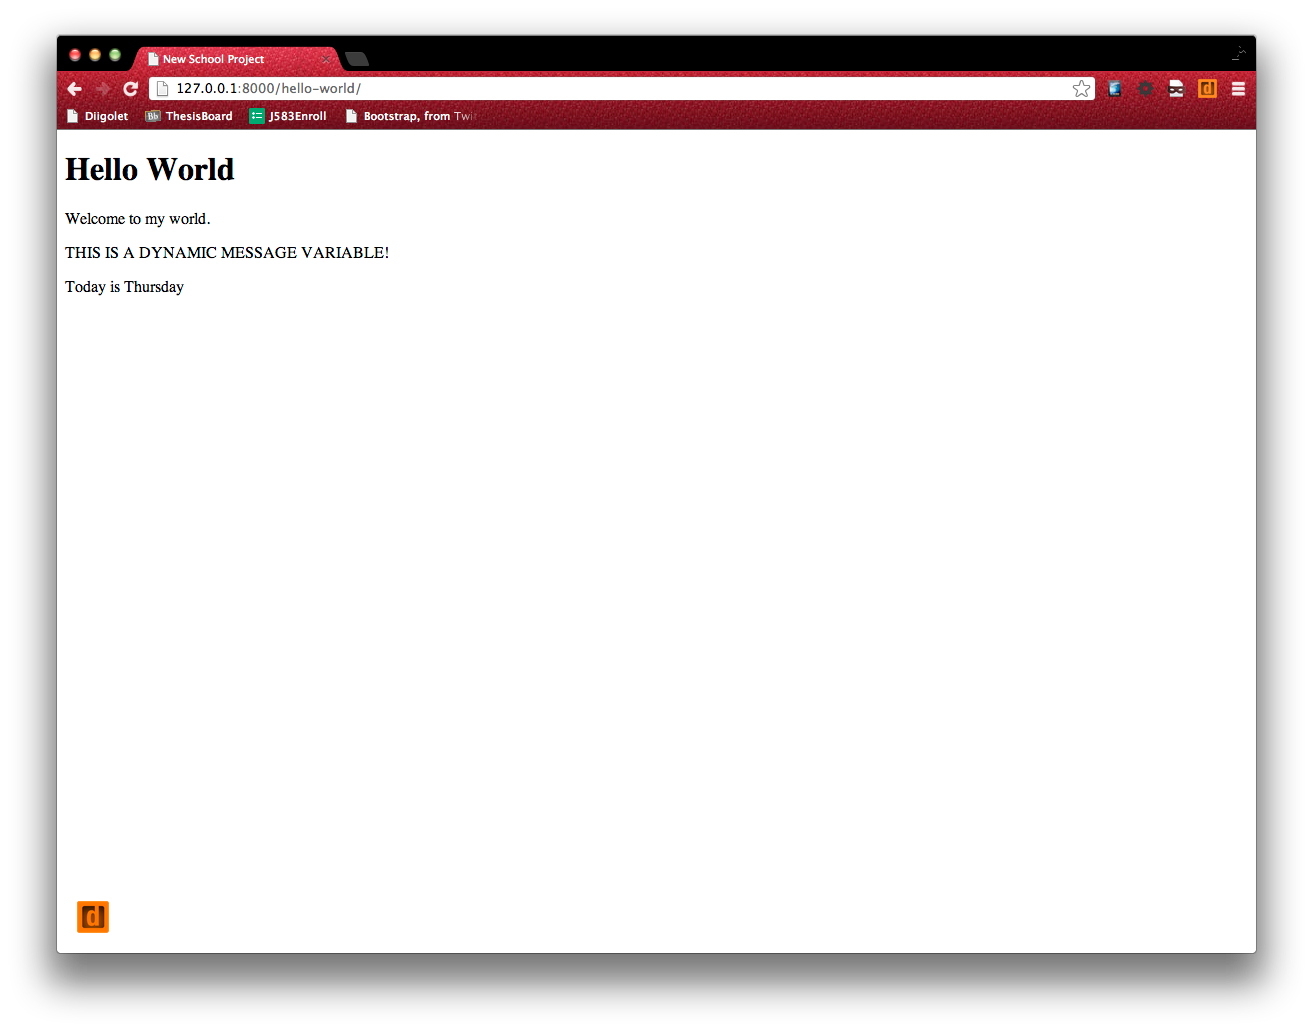 New School Project
127.0.0.1:8000/hello-world/
Diigolet Bb ThesisBoard J583Enroll Bootstrap, from Twi
Hello World
Welcome to my world.
THIS IS A DYNAMIC MESSAGE VARIABLE!
Today is Thursday
d